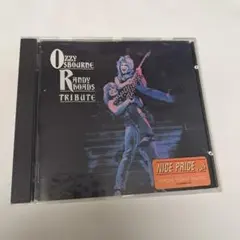 OZZY
OSBOURNE
RANDY
RHOADS
TRIBUTE
NICE PRICE